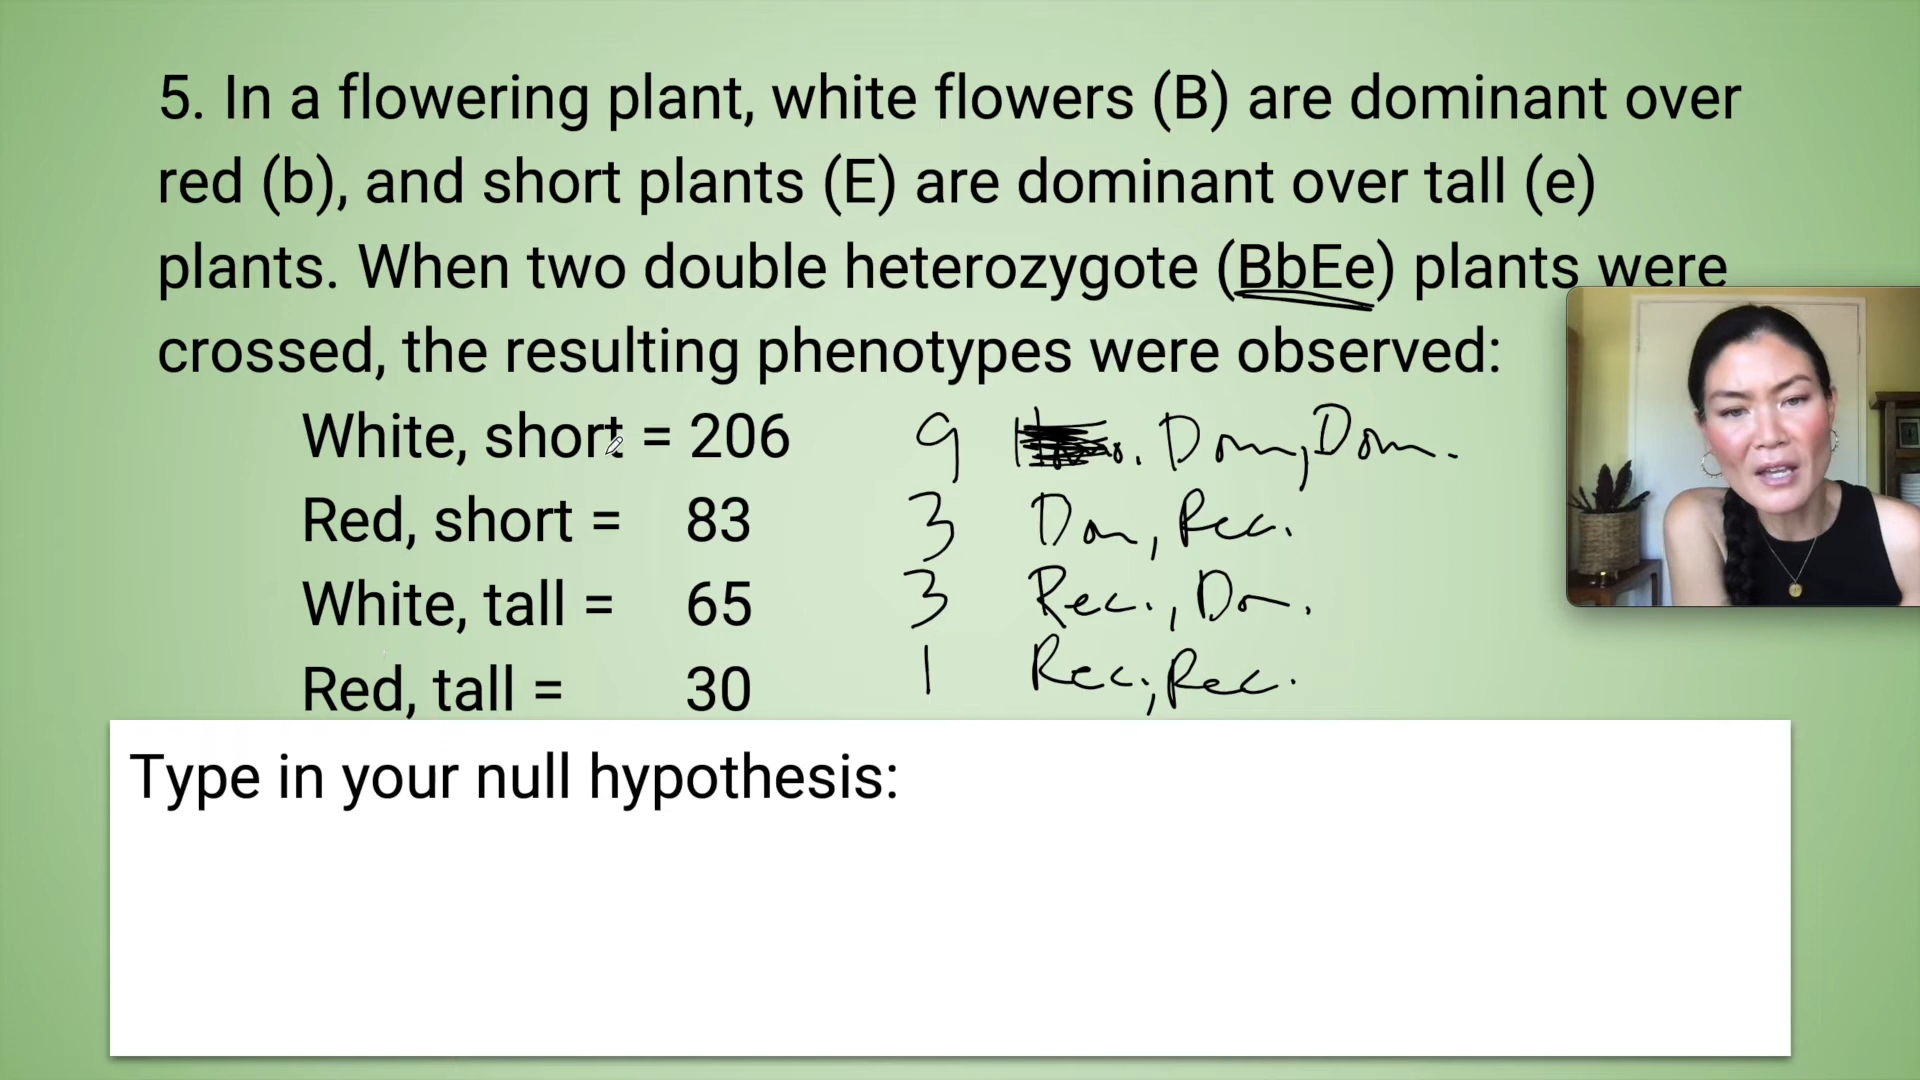 5. In a flowering plant, white flowers (B) are dominant over
red (b), and short plants (E) are dominant over tall (e)
plants. When two double heterozygote (BbEe) plants were
crossed, the resulting phenotypes were observed:
White, short = 206 9 Dom, Dom.
Red, short = 83 3 Dom, Rec.
White, tall = 65 3 Rec., Dom.
Red, tall = 30 1 Rec., Rec.
Type in your null hypothesis: